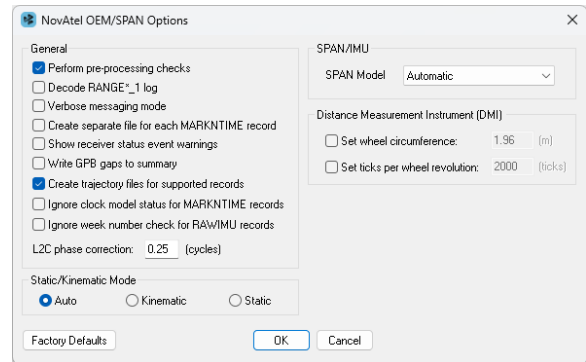 NovAtel OEM/SPAN Options
General
Perform pre-processing checks
Decode RANGE*_1 log
Verbose messaging mode
Create separate file for each MARKNTIME record
Show receiver status event warnings
Write GPB gaps to summary
Create trajectory files for supported records
Ignore clock model status for MARKNTIME records
Ignore week number check for RAWIMU records
L2C phase correction: 0.25 (cycles)
Static/Kinematic Mode
Auto Kinematic Static
SPAN/IMU
SPAN Model Automatic
Distance Measurement Instrument (DMI)
Set wheel circumference: 1.96 (m)
Set ticks per wheel revolution: 2000 (ticks)
Factory Defaults OK Cancel